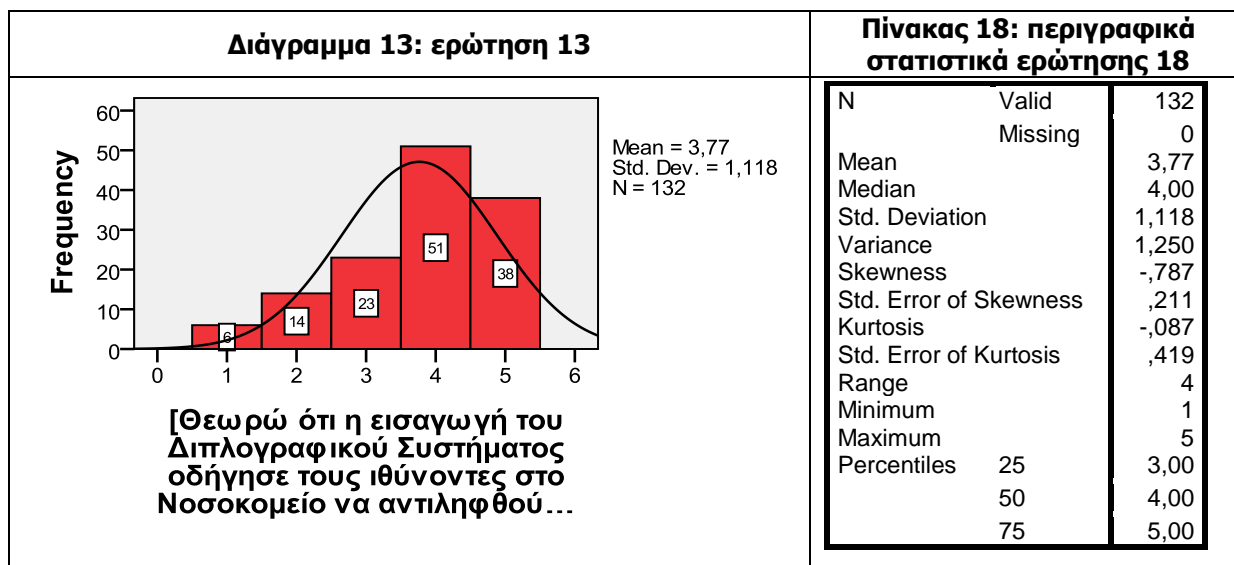 Διάγραμμα 13: ερώτηση 13
Πίνακας 18: περιγραφικά
στατιστικά ερώτησης 18
60
50
40
30
20
10
0
Frequency
6
14
23
51
38
0 1 2 3 4 5 6
Mean = 3,77
Std. Dev. = 1,118
N = 132
[Θεωρώ ότι η εισαγωγή του
Διπλογραφικού Συστήματος
οδήγησε τους ιθύνοντες στο
Νοσοκομείο να αντιληφθού…
N Valid 132
Missing 0
Mean 3,77
Median 4,00
Std. Deviation 1,118
Variance 1,250
Skewness -,787
Std. Error of Skewness ,211
Kurtosis -,087
Std. Error of Kurtosis ,419
Range 4
Minimum 1
Maximum 5
Percentiles 25 3,00
50 4,00
75 5,00